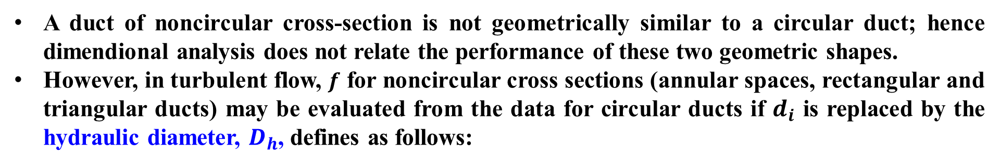 • A duct of noncircular cross-section is not geometrically similar to a circular duct; hence
dimendional analysis does not relate the performance of these two geometric shapes.
• However, in turbulent flow, f for noncircular cross sections (annular spaces, rectangular and
triangular ducts) may be evaluated from the data for circular ducts if dᵢ is replaced by the
hydraulic diameter, Dₕ, defines as follows: